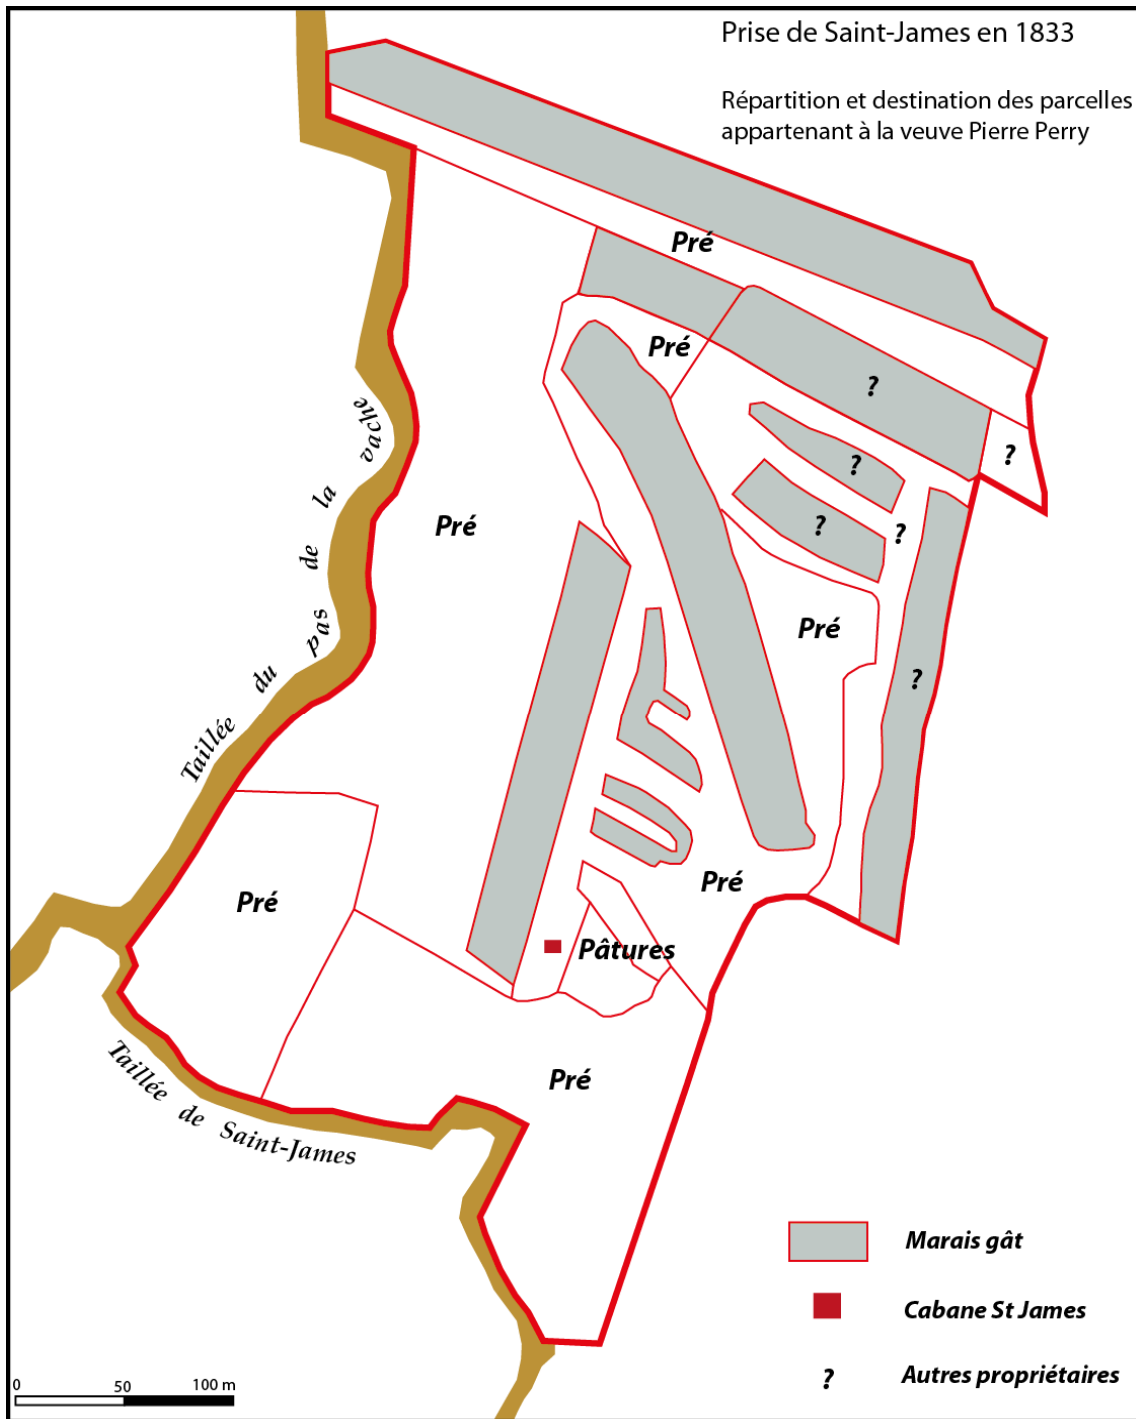 Prise de Saint-James en 1833
Répartition et destination des parcelles
appartenant à la veuve Pierre Perry
Pré
Pré
?
?
?
?
?
Pré
Pré
?
Taillée du pas de la vache
Pré
Pré
Pâtures
Pré
Taillée de Saint-James
Marais gât
Cabane St James
? Autres propriétaires
0 50 100 m